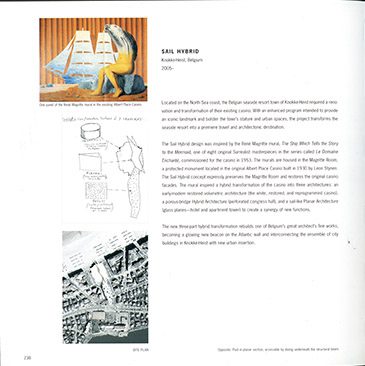 SAIL HYBRID
Knokke-Heist, Belgium
2005-
One panel of the René Magritte mural in the existing Albert Place Casino
Located on the North Sea coast, the Belgian seaside resort town of Knokke-Heist required a reno-
vation and transformation of their existing casino. With an enhanced program intended to provide
an iconic landmark and bolster the town's stature and urban spaces, the project transforms the
seaside resort into a premiere travel and architectonic destination.
The Sail Hybrid design was inspired by the René Magritte mural, The Ship Which Tells the Story
to the Mermaid, one of eight original Surrealist masterpieces in the series called Le Domaine
Enchanté, commissioned for the casino in 1953. The murals are housed in the Magritte Room,
a protected monument located in the original Albert Place Casino built in 1930 by Léon Stynen.
The Sail Hybrid concept expressly preserves the Magritte Room and restores the original casino
facades. The mural inspired a hybrid transformation of the casino into three architectures: an
early-modern restored volumetric architecture (the white, restored, and reprogrammed casino);
a porous bridge Hybrid Architecture (perforated congress hall); and a sail-like Planar Architecture
(glass planes—hotel and apartment tower) to create a synergy of new functions.
The new three-part hybrid transformation rebuilds one of Belgium's great architect's fine works,
becoming a glowing new beacon on the Atlantic wall and interconnecting the ensemble of city
buildings in Knokke-Heist with new urban insertion.
SITE PLAN
Opposite: Pool in planar section, accessible by diving underneath the structural beam
238